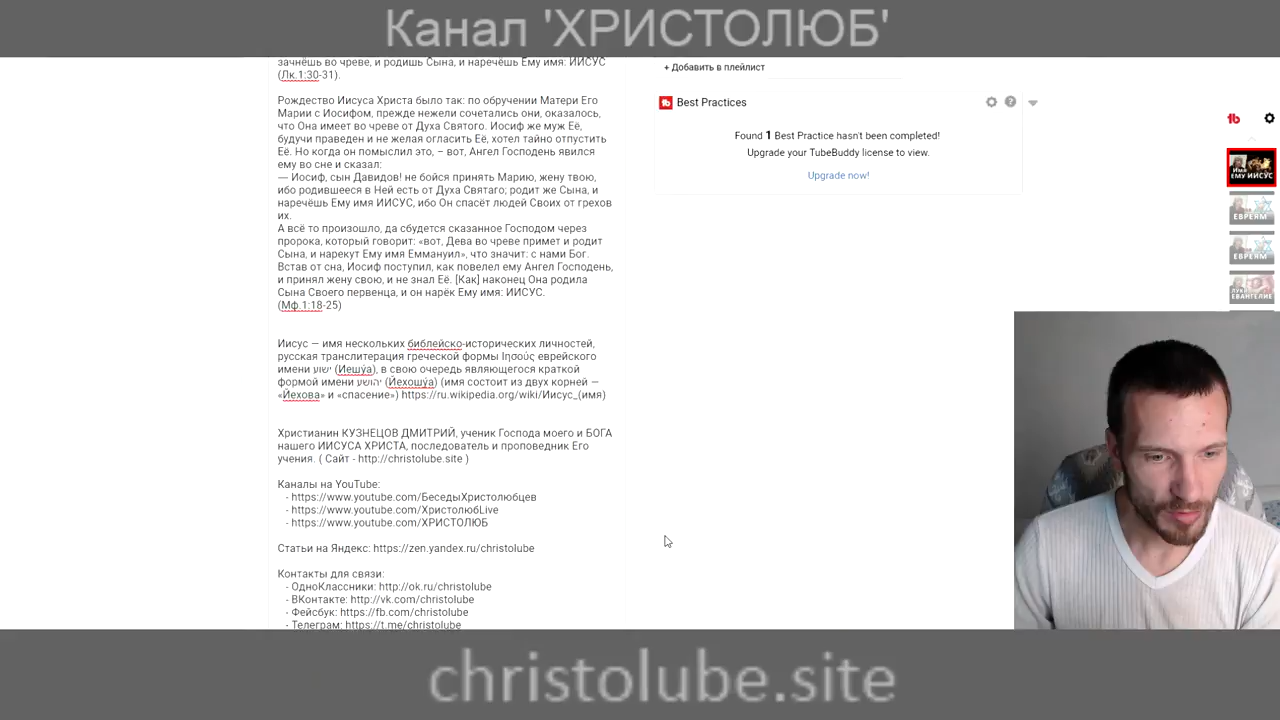 Канал 'ХРИСТОЛЮБ'
зачнёшь во чреве, и родишь Сына, и наречёшь Ему имя: ИИСУС
(Лк.1:30-31).
Рождество Иисуса Христа было так: по обручении Матери Его
Марии с Иосифом, прежде нежели сочетались они, оказалось,
что Она имеет во чреве от Духа Святого. Иосиф же муж Её,
будучи праведен и не желая огласить Её, хотел тайно отпустить
Её. Но когда он помыслил это, – вот, Ангел Господень явился
ему во сне и сказал:
— Иосиф, сын Давидов! не бойся принять Марию, жену твою,
ибо родившееся в Ней есть от Духа Святаго; родит же Сына, и
наречёшь Ему имя ИИСУС, ибо Он спасёт людей Своих от грехов
их.
А всё то произошло, да сбудется сказанное Господом через
пророка, который говорит: «вот, Дева во чреве примет и родит
Сына, и нарекут Ему имя Еммануил», что значит: с нами Бог.
Встав от сна, Иосиф поступил, как повелел ему Ангел Господень,
и принял жену свою, и не знал Её. [Как] наконец Она родила
Сына Своего первенца, и он нарёк Ему имя: ИИСУС.
(Мф.1:18-25)
Иисус — имя нескольких библейско-исторических личностей,
русская транслитерация греческой формы Ιησούς еврейского
имени ישוע (Иешу́а), в свою очередь являющегося краткой
формой имени יהושע (Йехошу́а) (имя состоит из двух корней —
«Йехова» и «спасение») https://ru.wikipedia.org/wiki/Иисус_(имя)
Христианин КУЗНЕЦОВ ДМИТРИЙ, ученик Господа моего и БОГА
нашего ИИСУСА ХРИСТА, последователь и проповедник Его
учения. ( Сайт - http://christolube.site )
Каналы на YouTube:
- https://www.youtube.com/БеседыХристолюбцев
- https://www.youtube.com/ХристолюбLive
- https://www.youtube.com/ХРИСТОЛЮБ
Статьи на Яндекс: https://zen.yandex.ru/christolube
Контакты для связи:
- ОдноКлассники: http://ok.ru/christolube
- ВКонтакте: http://vk.com/christolube
- Фейсбук: https://fb.com/christolube
- Телеграм: https://t.me/christolube
+ Добавить в плейлист
tb Best Practices
Found 1 Best Practice hasn't been completed!
Upgrade your TubeBuddy license to view.
Upgrade now!
tb
ИМЯ
ЕМУ ИИСУС
ЕВРЕЯМ
ЕВРЕЯМ
ЕВАНГЕЛИЕ
christolube.site